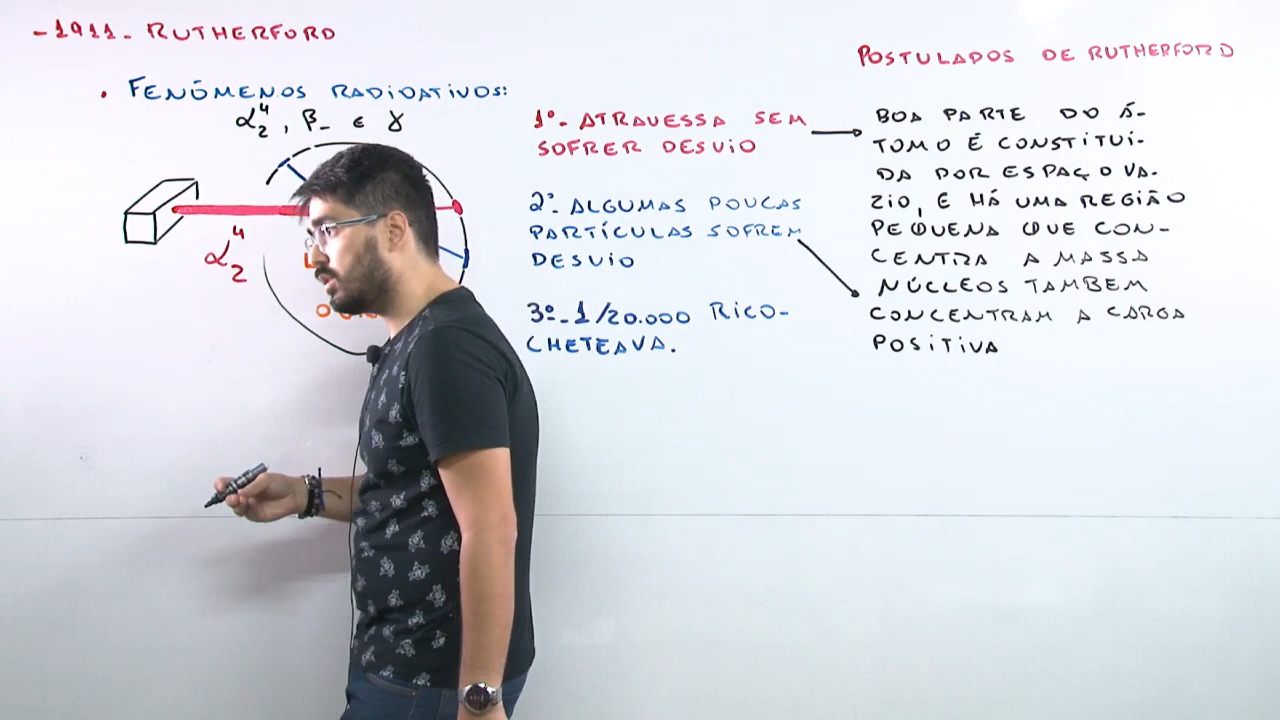 -1911- RUTHERFORD
POSTULADOS DE RUTHERFORD
• FENÔMENOS RADIOATIVOS:
α₂⁴, β₋ E γ
α₂⁴
1º- ATRAVESSA SEM
SOFRER DESVIO
2º- ALGUMAS POUCAS
PARTÍCULAS SOFREM
DESVIO
3º-1/20.000 RICO-
CHETEAVA.
BOA PARTE DO Á-
TOMO É CONSTITUÍ-
DA POR ESPAÇO VA-
ZIO, E HÁ UMA REGIÃO
PEQUENA QUE CON-
CENTRA A MASSA
NÚCLEOS TAMBEM
CONCENTRAM A CARGA
POSITIVA